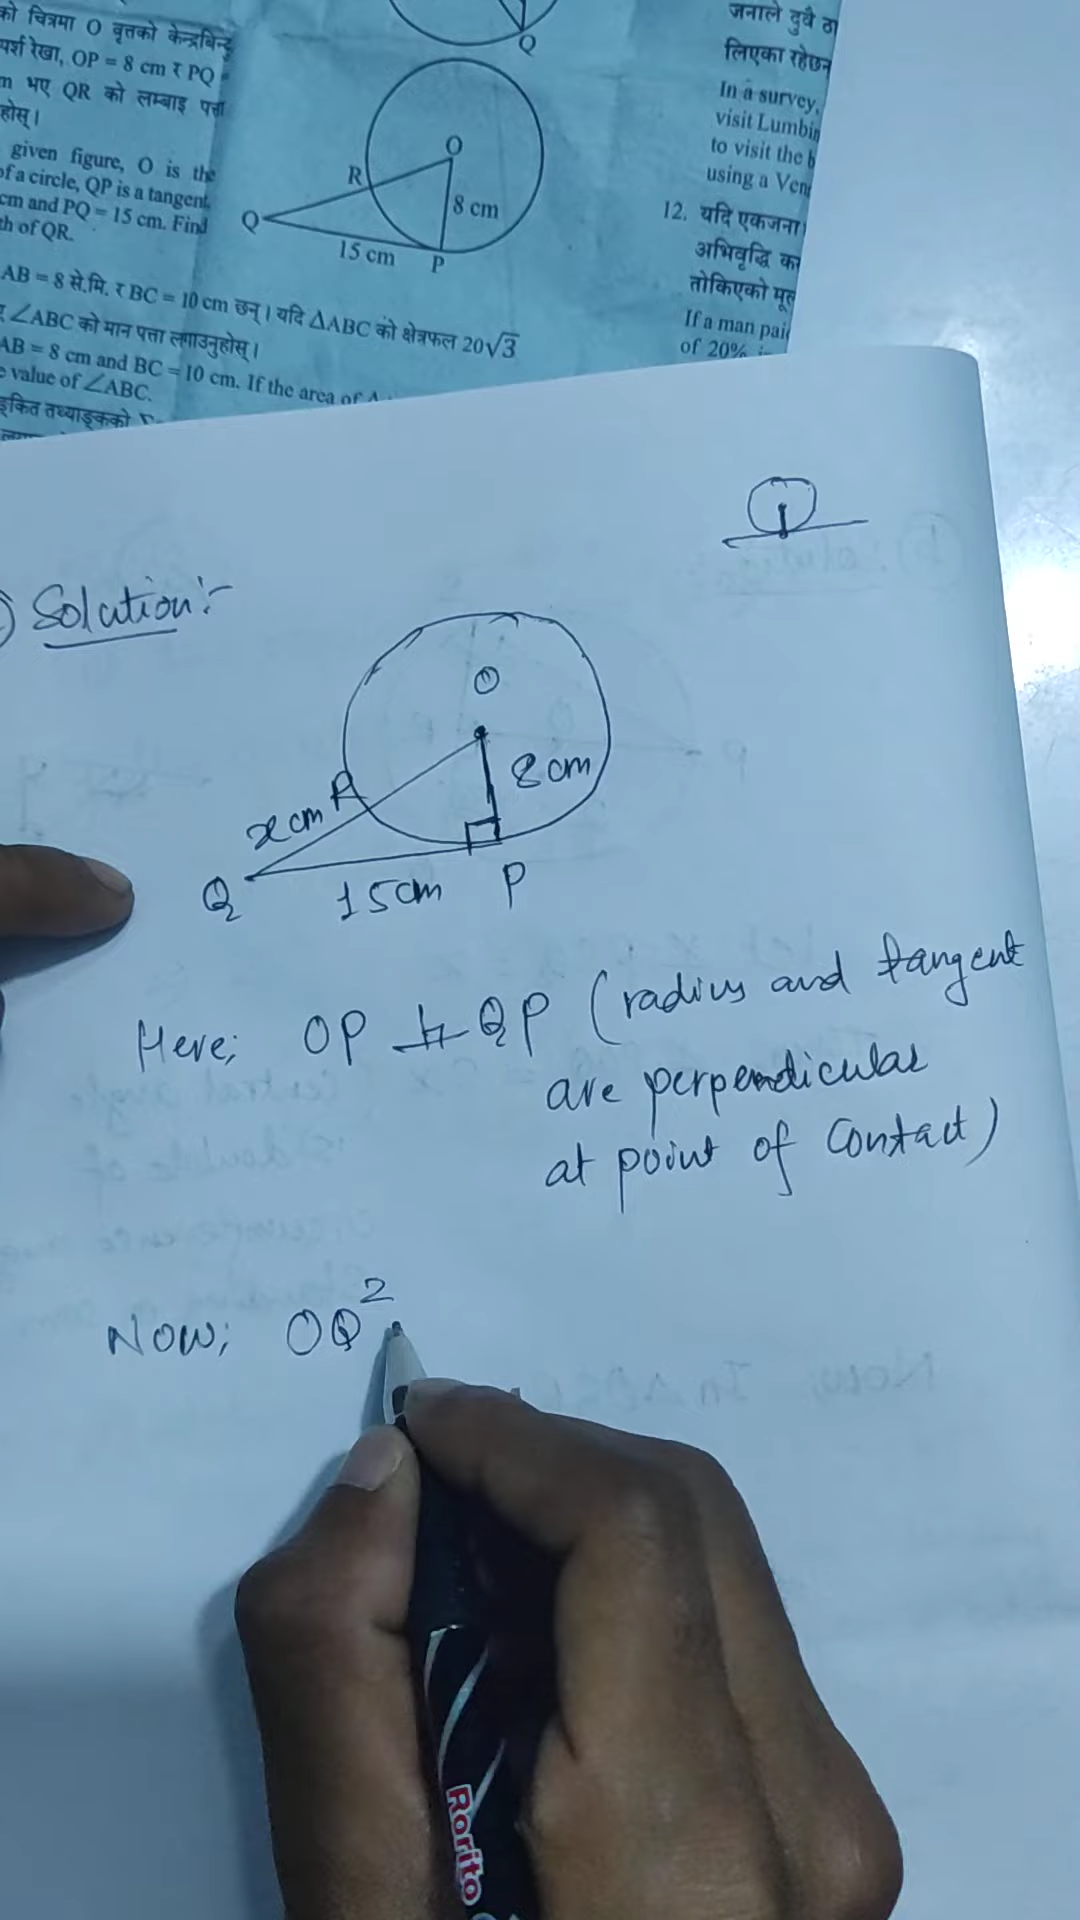 को चित्रमा O वृत्तको केन्द्रबिन्दु
पर्श रेखा, OP = 8 cm र PQ =
m भए QR को लम्बाइ पत्ता
होस्।
given figure, O is the
of a circle, QP is a tangent,
cm and PQ = 15 cm. Find
th of QR.
Q
O
R
8 cm
Q
15 cm
P
AB = 8 से.मि. र BC = 10 cm छन्। यदि ΔABC को क्षेत्रफल 20√3
∠ABC को मान पत्ता लगाउनुहोस्।
AB = 8 cm and BC = 10 cm. If the area of
e value of ∠ABC.
ङ्कित तथ्याङ्कको
जनाले दुवै ठा
लिएका रहेछन
In a survey,
visit Lumbin
to visit the b
using a Ven
12. यदि एकजना
अभिवृद्धि क
तोकिएको मूल
If a man paid
of 20%
Solution:-
O
8 cm
R
x cm
Q
15 cm
P
Here; OP ⊥ QP (radius and tangent
are perpendicular
at point of Contact)
Now; OQ²
Rorito